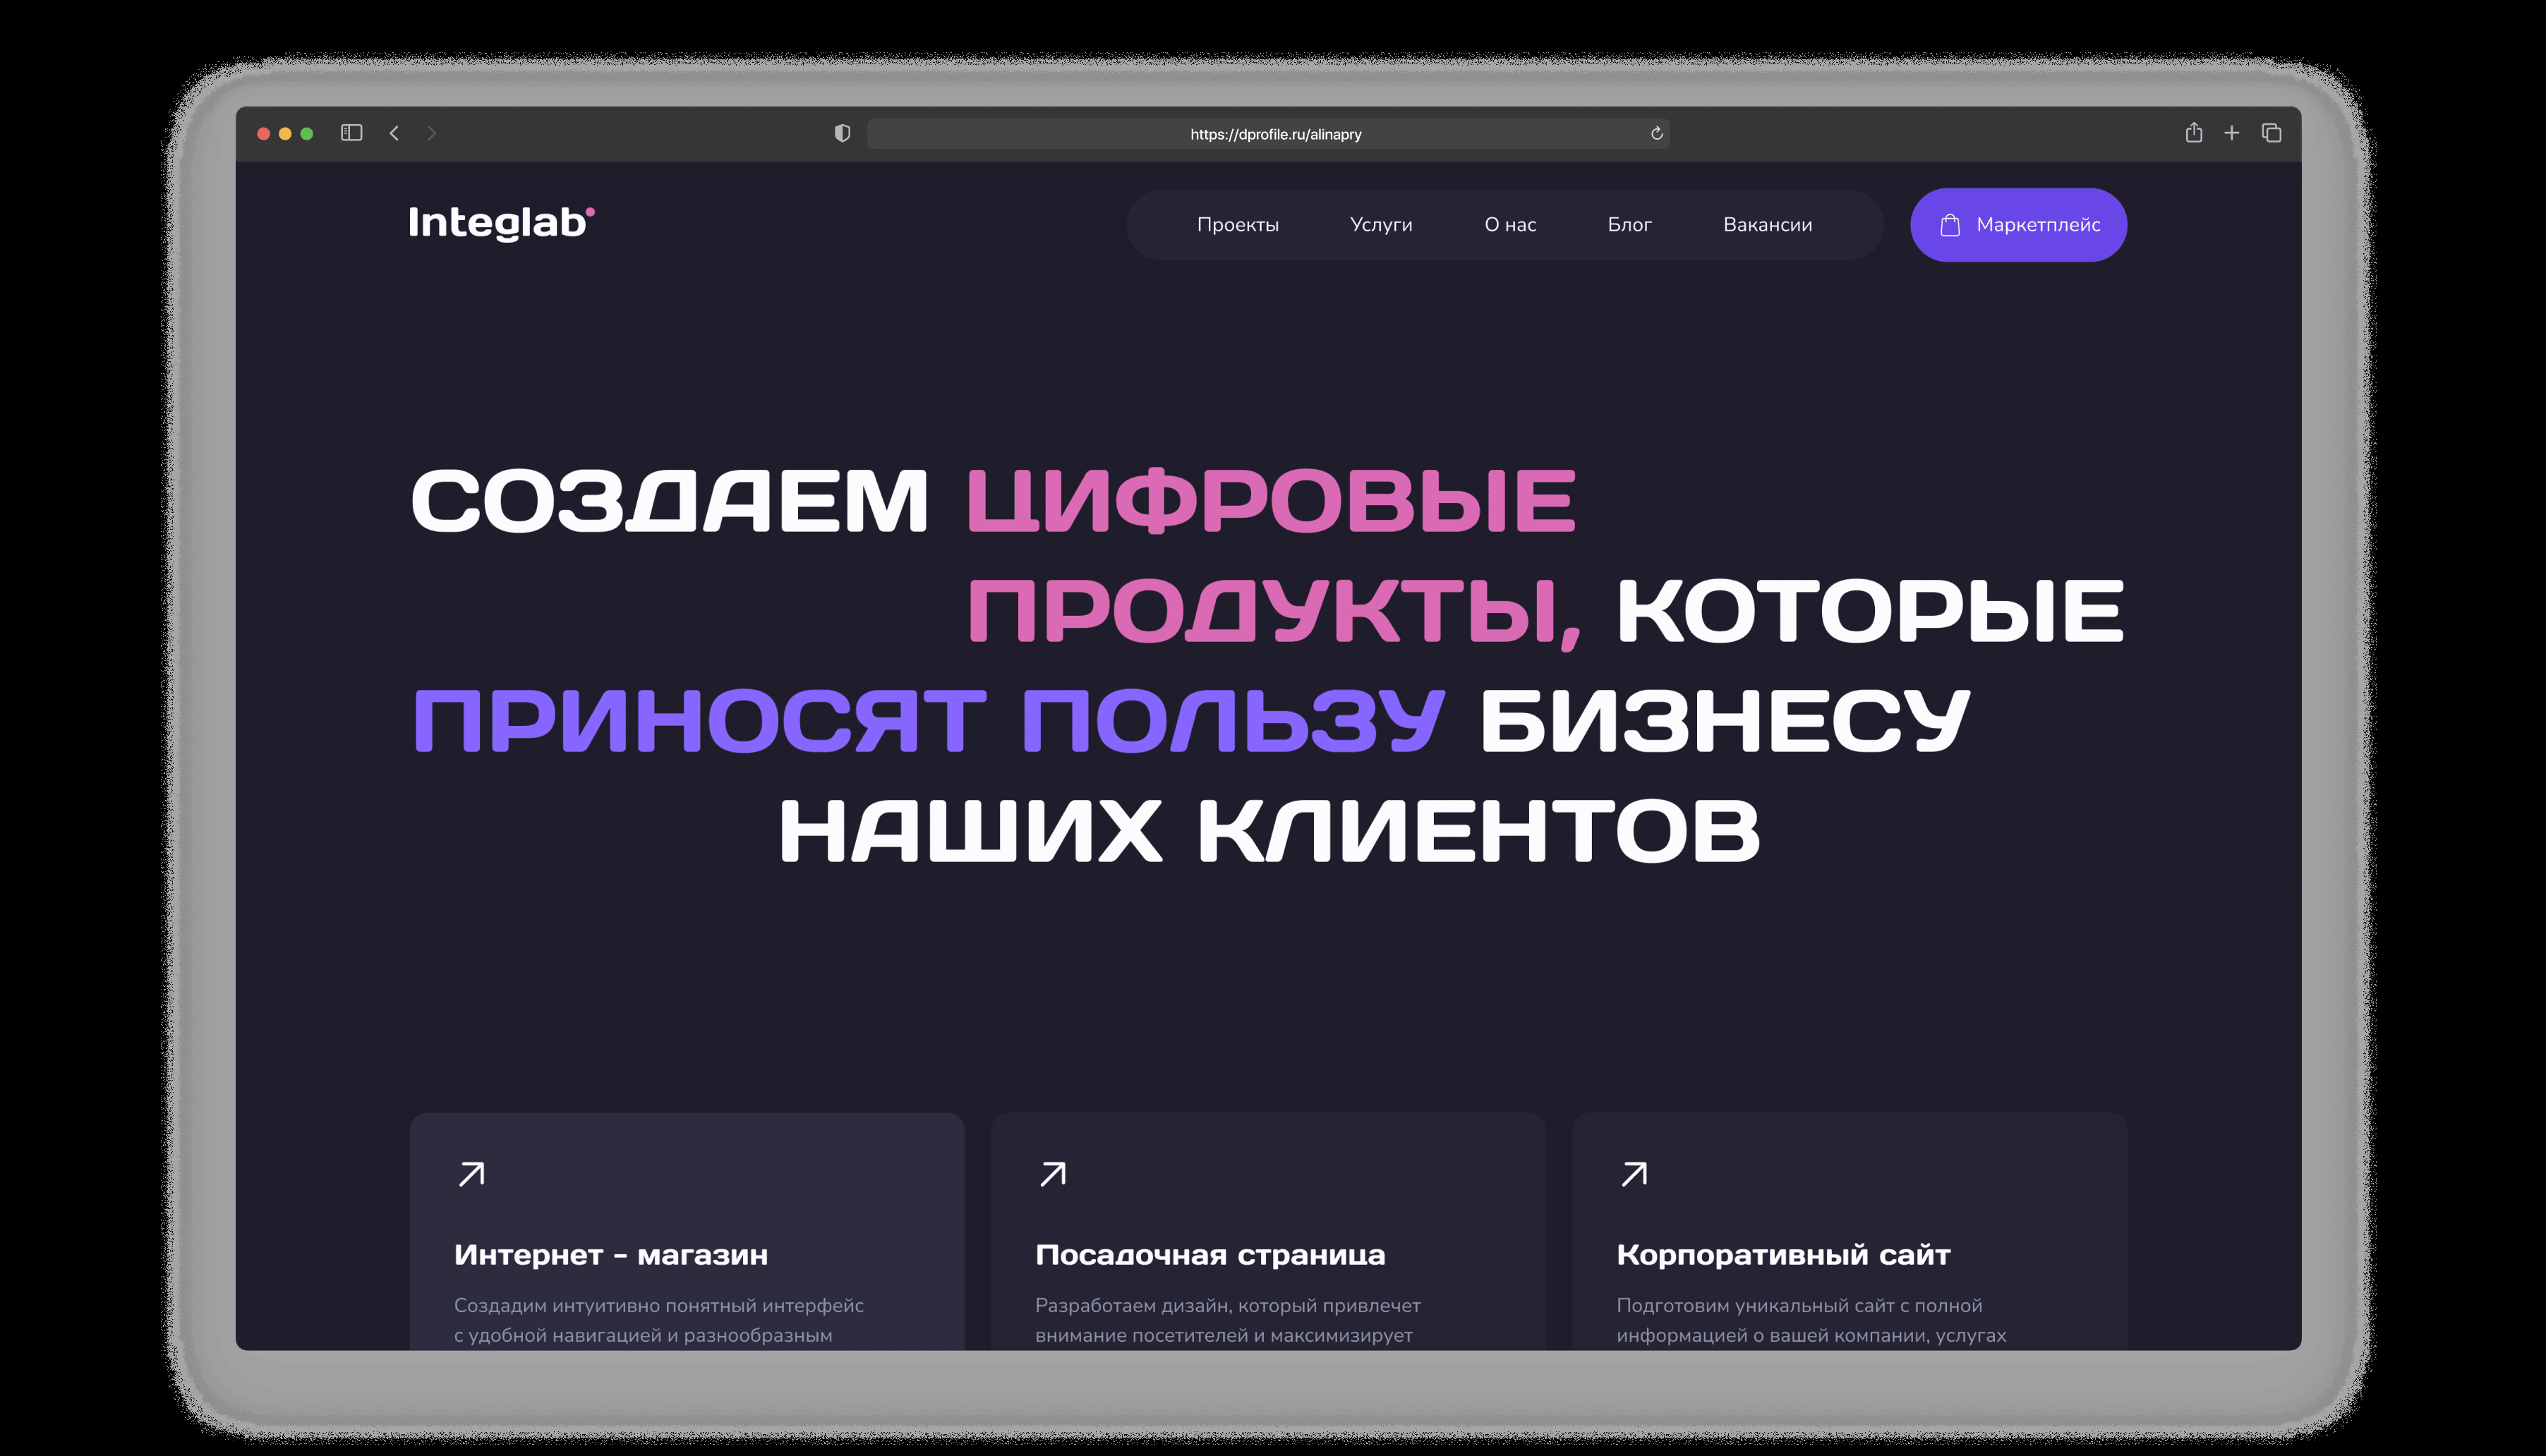 https://dprofile.ru/alinapry
Integlab
Проекты Услуги О нас Блог Вакансии Маркетплейс
СОЗДАЕМ ЦИФРОВЫЕ
ПРОДУКТЫ, КОТОРЫЕ
ПРИНОСЯТ ПОЛЬЗУ БИЗНЕСУ
НАШИХ КЛИЕНТОВ
Интернет - магазин
Создадим интуитивно понятный интерфейс
с удобной навигацией и разнообразным
Посадочная страница
Разработаем дизайн, который привлечет
внимание посетителей и максимизирует
Корпоративный сайт
Подготовим уникальный сайт с полной
информацией о вашей компании, услугах